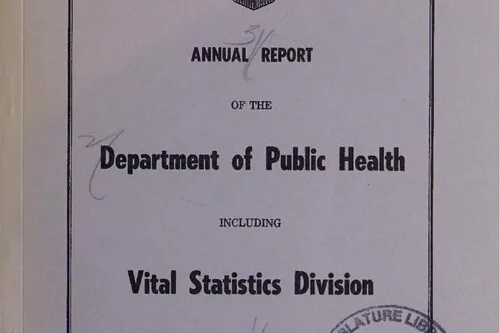 ANNUAL REPORT
OF THE
Department of Public Health
INCLUDING
Vital Statistics Division